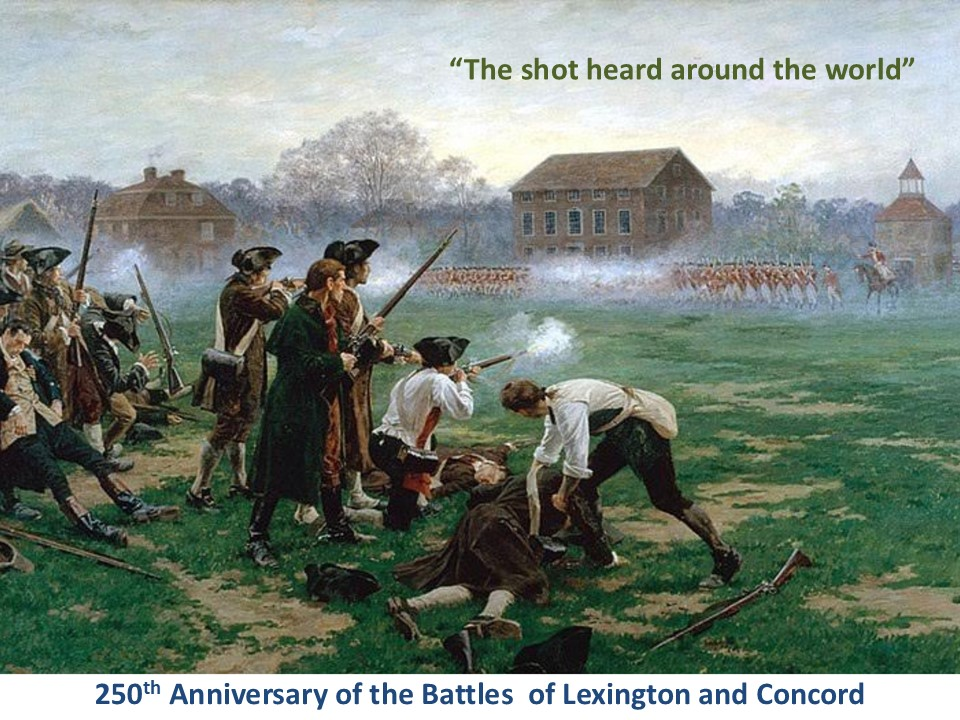 “The shot heard around the world”
250th Anniversary of the Battles  of Lexington and Concord